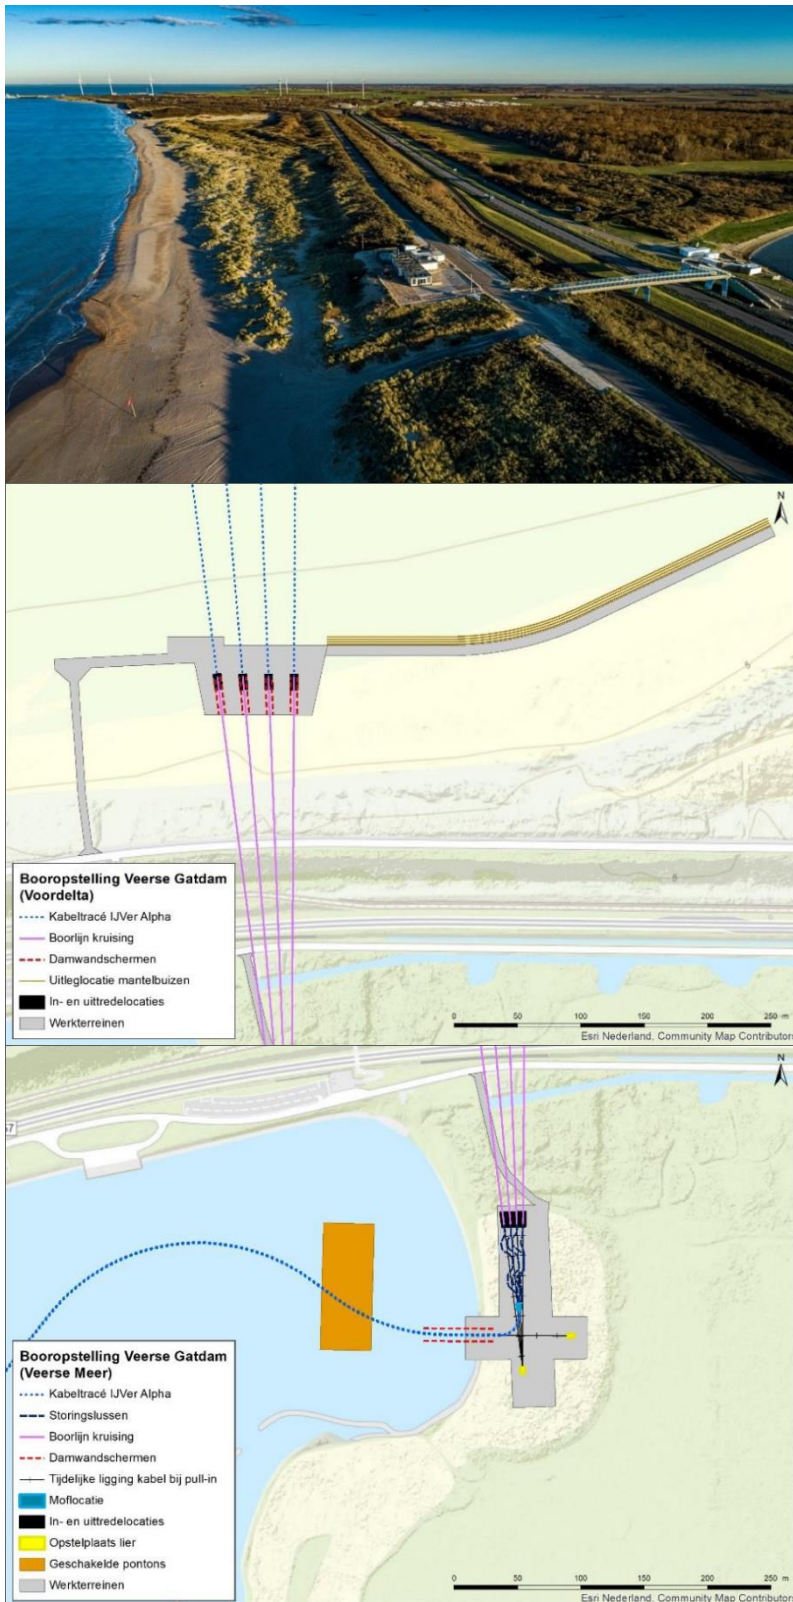 N
Booropstelling Veerse Gatdam
(Voordelta)
Kabeltracé IJVer Alpha
Boorlijn kruising
Damwandschermen
Uitleglocatie mantelbuizen
In- en uittredelocaties
Werkterreinen
0 50 100 150 200 250 m
Esri Nederland, Community Map Contributors
N
57
Booropstelling Veerse Gatdam
(Veerse Meer)
Kabeltracé IJVer Alpha
Storingslussen
Boorlijn kruising
Damwandschermen
Tijdelijke ligging kabel bij pull-in
Moflocatie
In- en uittredelocaties
Opstelplaats lier
Geschakelde pontons
Werkterreinen
0 50 100 150 200 250 m
Esri Nederland, Community Map Contributors